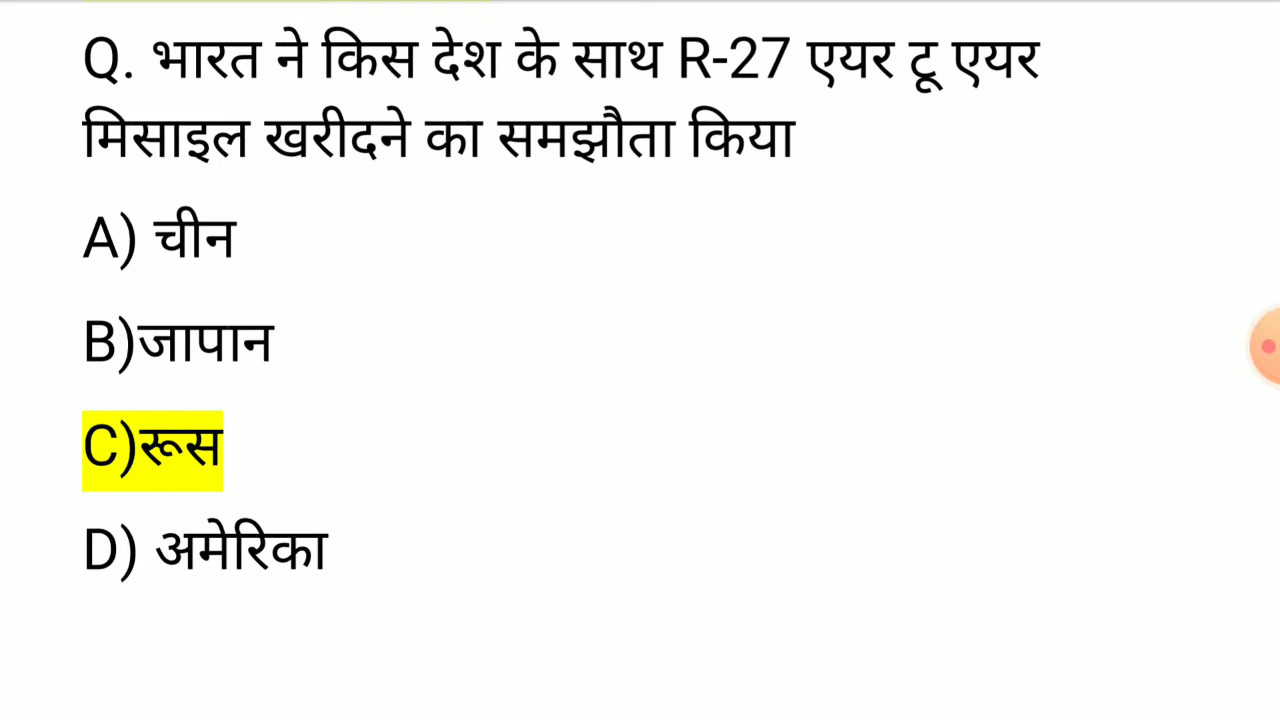 Q. भारत ने किस देश के साथ R-27 एयर टू एयर
मिसाइल खरीदने का समझौता किया
A) चीन
B)जापान
C)रूस
D) अमेरिका